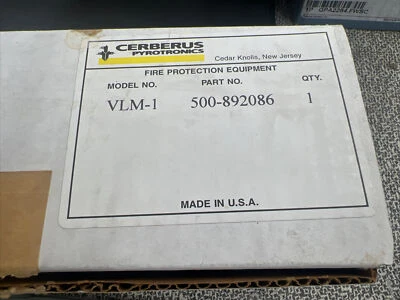 CERBERUS
PYROTRONICS
Cedar Knolls, New Jersey
FIRE PROTECTION EQUIPMENT
MODEL NO. PART NO. QTY.
VLM-1 500-892086 1
MADE IN U.S.A.